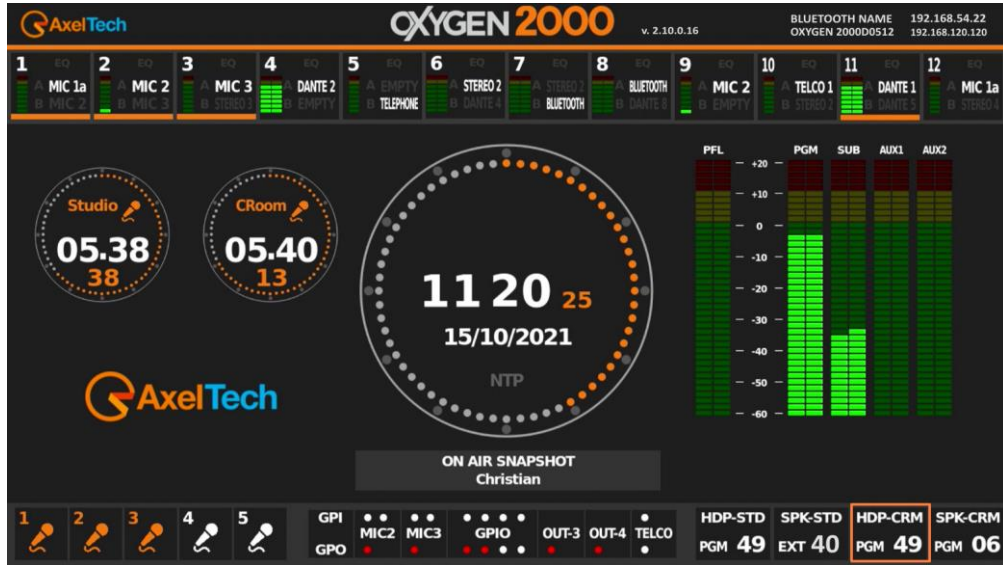 AxelTech
OXYGEN 2000
v. 2.10.0.16
BLUETOOTH NAME 192.168.54.22
OXYGEN 2000D0512 192.168.120.120
1 EQ 2 EQ 3 EQ 4 EQ 5 EQ 6 EQ 7 EQ 8 EQ 9 EQ 10 EQ 11 EQ 12 EQ
A MIC 1a A MIC 2 A MIC 3 A DANTE 2 A EMPTY A STEREO 2 A STEREO 2 A BLUETOOTH A MIC 2 A TELCO 1 A DANTE 1 A MIC 1a
B MIC 2 B MIC 3 B STEREO 3 B EMPTY B TELEPHONE B DANTE 4 B BLUETOOTH B DANTE 8 B EMPTY B STEREO 2 B DANTE 5 B STEREO 4
Studio
05.38
38
CRoom
05.40
13
11 20 25
15/10/2021
NTP
AxelTech
ON AIR SNAPSHOT
Christian
PFL PGM SUB AUX1 AUX2
+20
+10
0
-10
-20
-30
-40
-50
-60
1 2 3 4 5
GPI
MIC2 MIC3 GPIO OUT-3 OUT-4 TELCO
GPO
HDP-STD SPK-STD HDP-CRM SPK-CRM
PGM 49 EXT 40 PGM 49 PGM 06